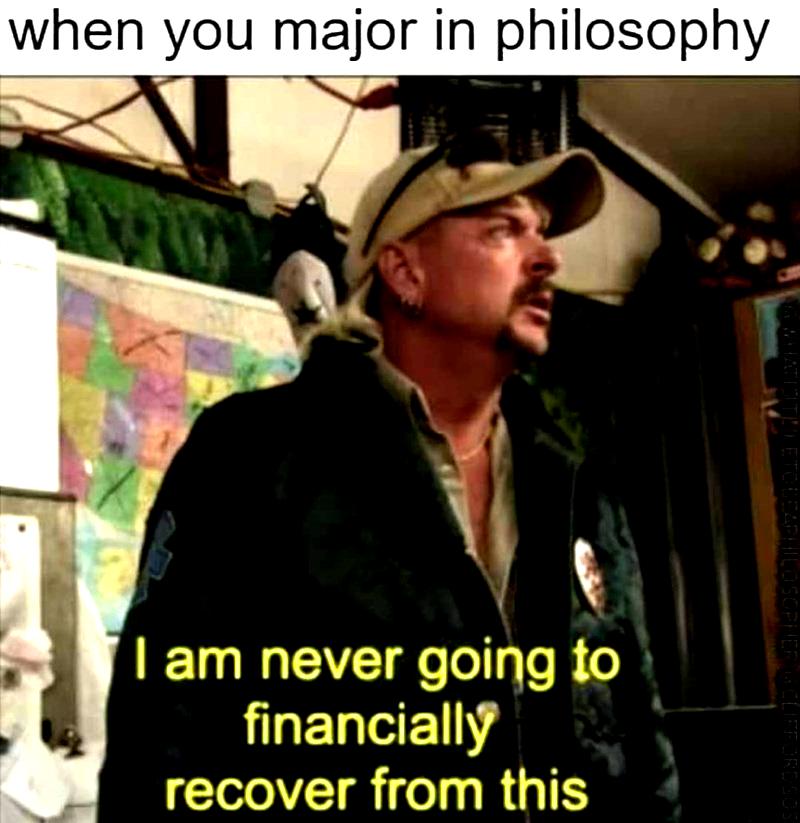 when you major in philosophy
I am never going to
financially
recover from this